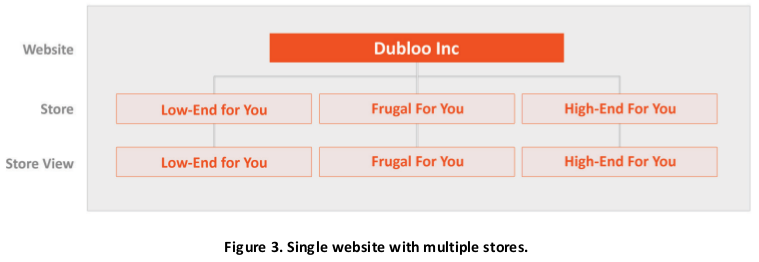 Website
Dubloo Inc
Store
Low-End for You
Frugal For You
High-End For You
Store View
Low-End for You
Frugal For You
High-End For You
Figure 3. Single website with multiple stores.